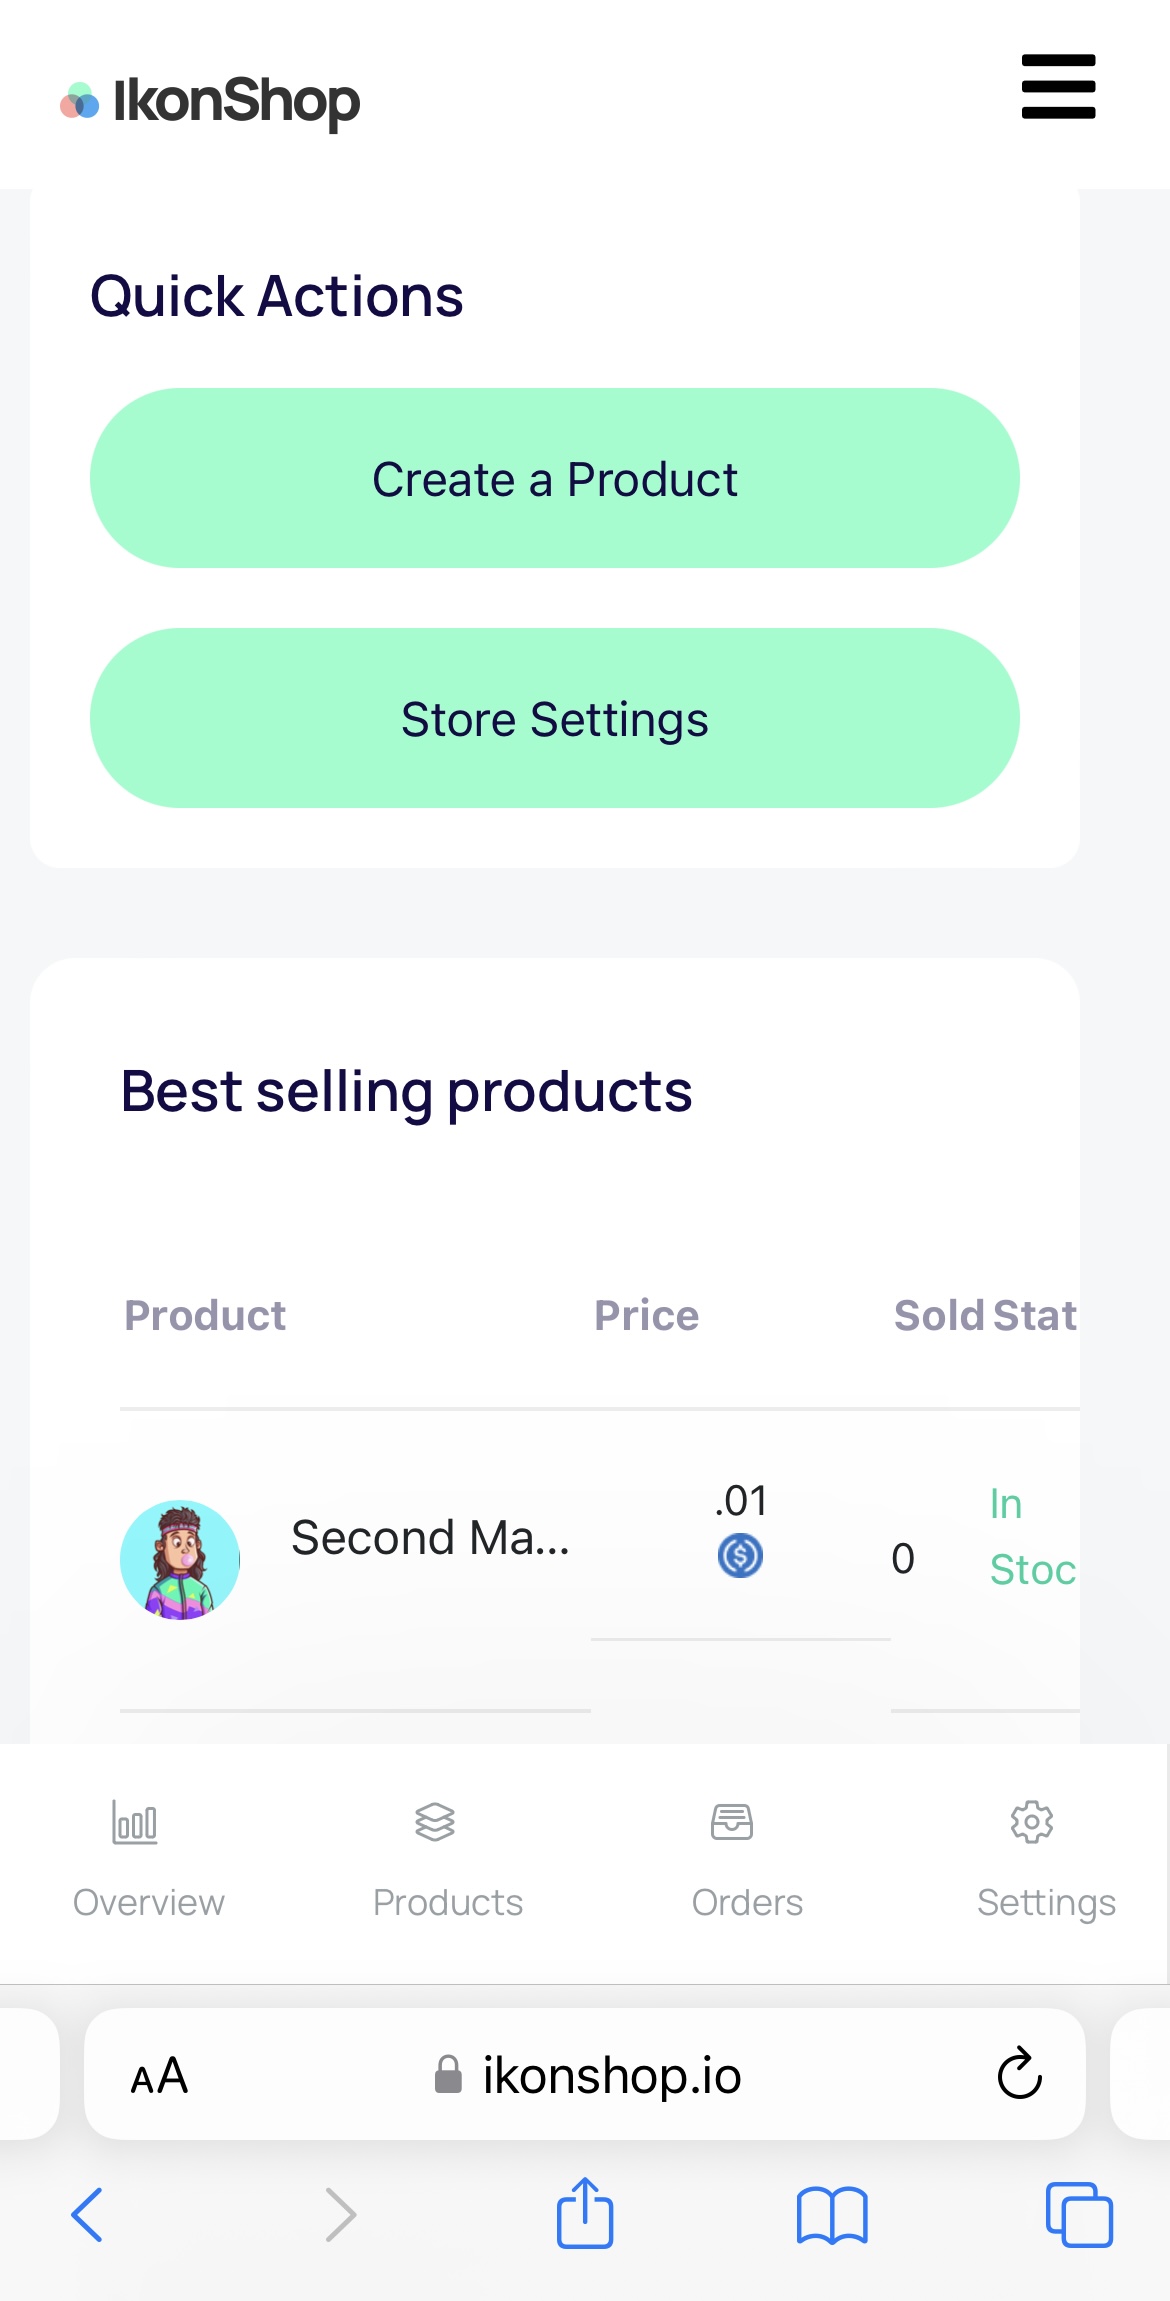 IkonShop
Quick Actions
Create a Product
Store Settings
Best selling products
Product Price Sold Stat
Second Ma... .01 0 In
Stoc
Overview Products Orders Settings
AA ikonshop.io